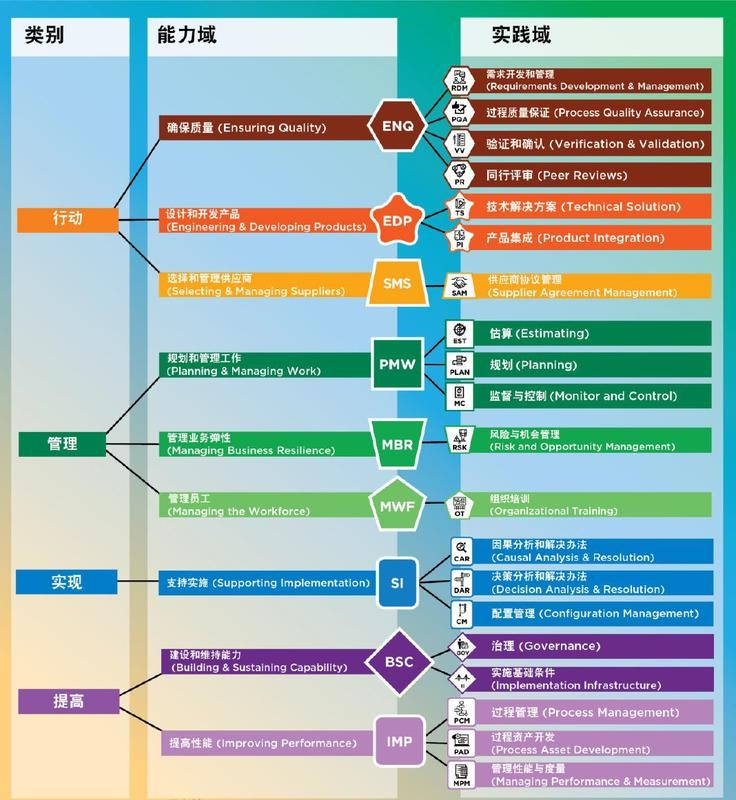 类别
能力域
实践域
行动
确保质量 (Ensuring Quality)
ENQ
RDM
需求开发和管理
(Requirements Development & Management)
PQA
过程质量保证 (Process Quality Assurance)
VV
验证和确认 (Verification & Validation)
PR
同行评审 (Peer Reviews)
设计和开发产品
(Engineering & Developing Products)
EDP
TS
技术解决方案 (Technical Solution)
PI
产品集成 (Product Integration)
选择和管理供应商
(Selecting & Managing Suppliers)
SMS
SAM
供应商协议管理
(Supplier Agreement Management)
管理
规划和管理工作
(Planning & Managing Work)
PMW
EST
估算 (Estimating)
PLAN
规划 (Planning)
MC
监督与控制 (Monitor and Control)
管理业务弹性
(Managing Business Resilience)
MBR
RSK
风险与机会管理
(Risk and Opportunity Management)
管理员工
(Managing the Workforce)
MWF
OT
组织培训
(Organizational Training)
实现
支持实施 (Supporting Implementation)
SI
CAR
因果分析和解决办法
(Causal Analysis & Resolution)
DAR
决策分析和解决办法
(Decision Analysis & Resolution)
CM
配置管理 (Configuration Management)
提高
建设和维持能力
(Building & Sustaining Capability)
BSC
GOV
治理 (Governance)
II
实施基础条件
(Implementation Infrastructure)
提高性能 (Improving Performance)
IMP
PCM
过程管理 (Process Management)
PAD
过程资产开发
(Process Asset Development)
MPM
管理性能与度量
(Managing Performance & Measurement)